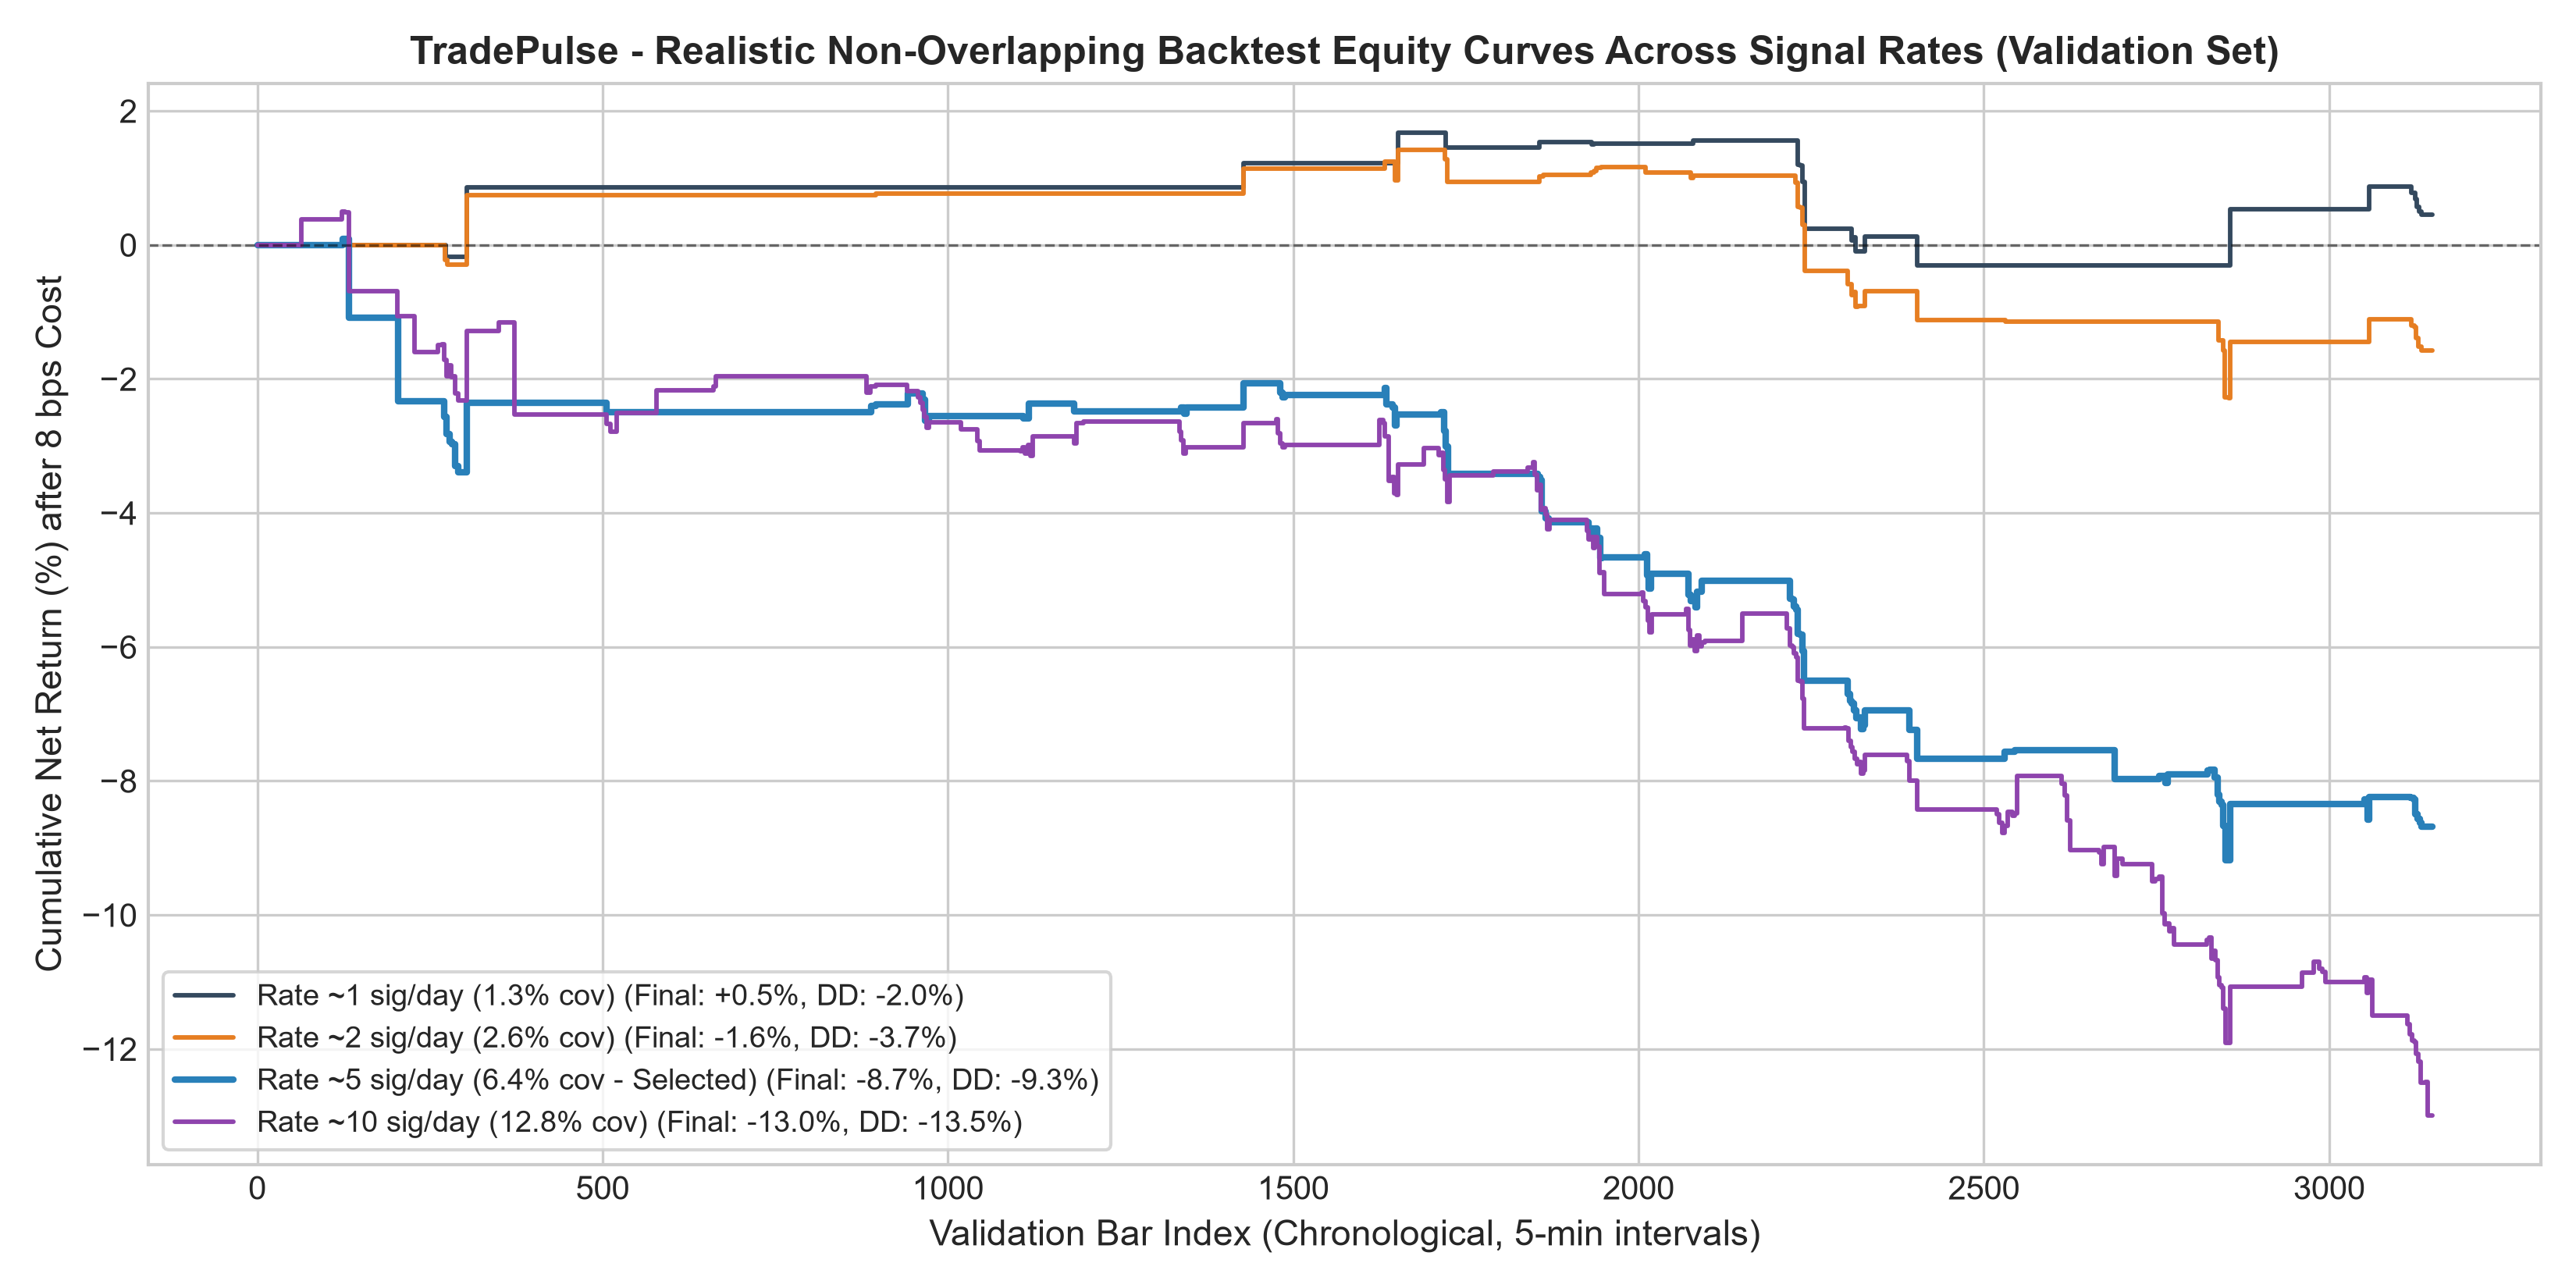 TradePulse - Realistic Non-Overlapping Backtest Equity Curves Across Signal Rates (Validation Set)
Cumulative Net Return (%) after 8 bps Cost
2
0
−2
−4
−6
−8
−10
−12
Rate ~1 sig/day (1.3% cov) (Final: +0.5%, DD: -2.0%)
Rate ~2 sig/day (2.6% cov) (Final: -1.6%, DD: -3.7%)
Rate ~5 sig/day (6.4% cov - Selected) (Final: -8.7%, DD: -9.3%)
Rate ~10 sig/day (12.8% cov) (Final: -13.0%, DD: -13.5%)
0 500 1000 1500 2000 2500 3000
Validation Bar Index (Chronological, 5-min intervals)